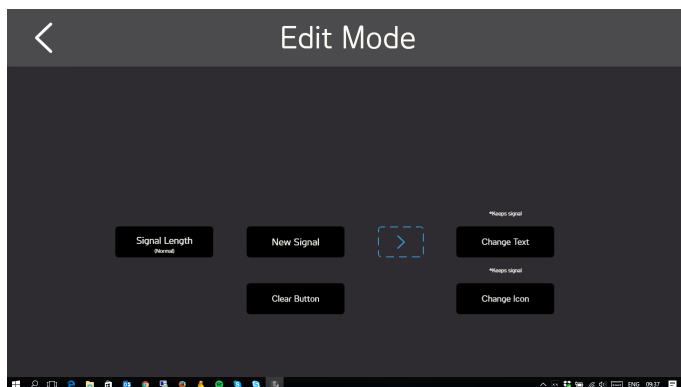 Edit Mode
*Keeps signal
Signal Length
(Normal)
New Signal
Change Text
*Keeps signal
Clear Button
Change Icon
ENG 09:37